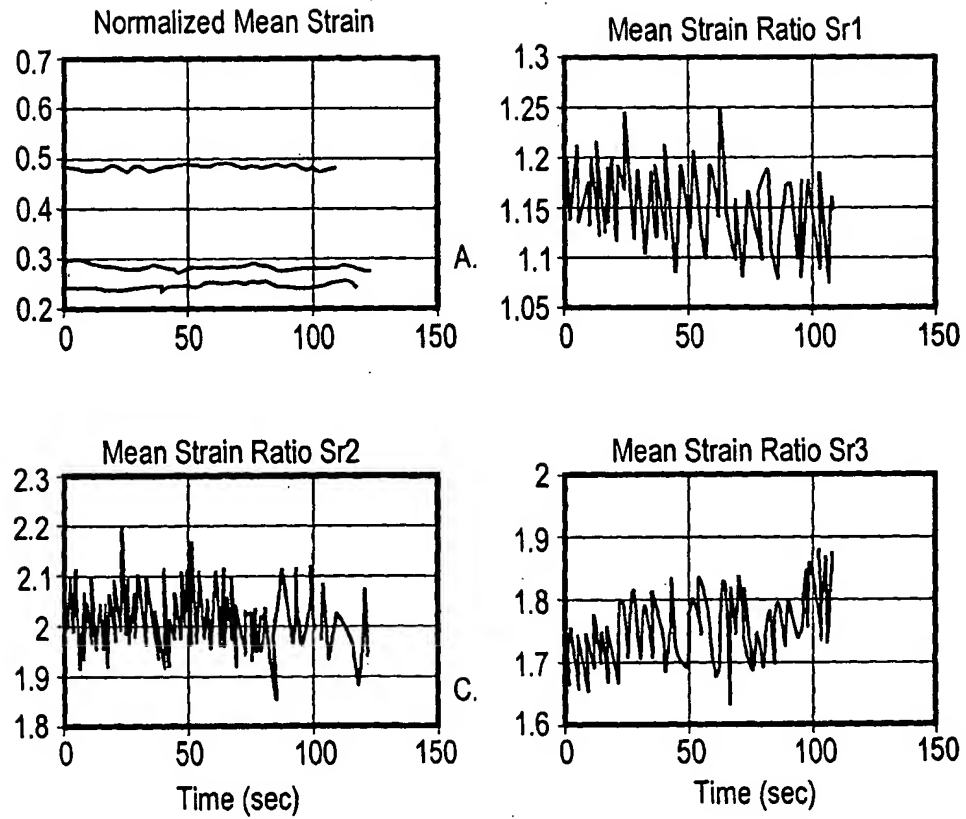 Normalized Mean Strain
0.7
0.6
0.5
0.4
0.3
0.2
0 50 100 150
A.
Mean Strain Ratio Sr1
1.3
1.25
1.2
1.15
1.1
1.05
0 50 100 150
Mean Strain Ratio Sr2
2.3
2.2
2.1
2
1.9
1.8
0 50 100 150
Time (sec)
C.
Mean Strain Ratio Sr3
2
1.9
1.8
1.7
1.6
0 50 100 150
Time (sec)